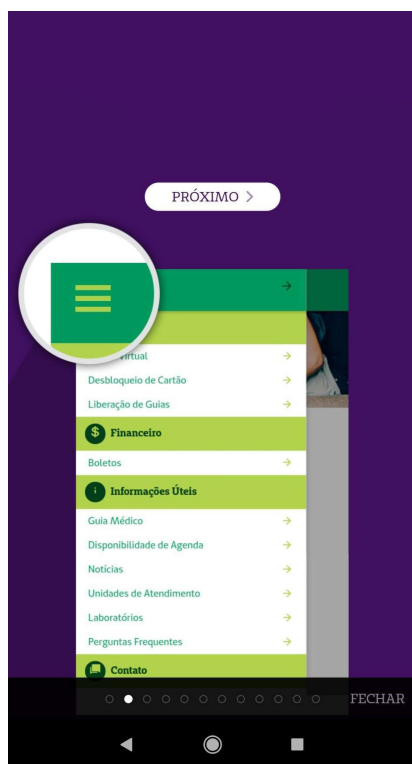 PRÓXIMO >
Virtual
Desbloqueio de Cartão
Liberação de Guias
$ Financeiro
Boletos
i Informações Úteis
Guia Médico
Disponibilidade de Agenda
Notícias
Unidades de Atendimento
Laboratórios
Perguntas Frequentes
Contato
FECHAR